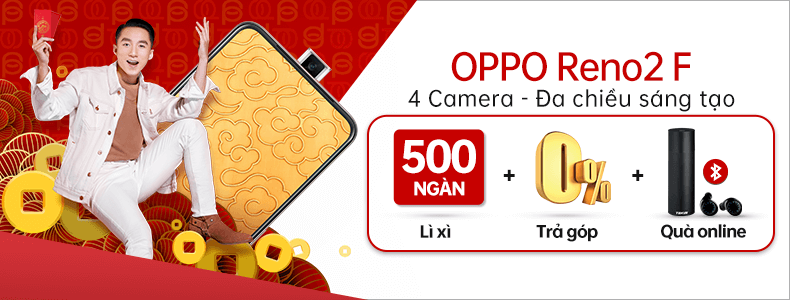 OPPO Reno2 F
4 Camera - Đa chiều sáng tạo
500
NGÀN
+
0%
+
Lì xì
Trả góp
Quà online